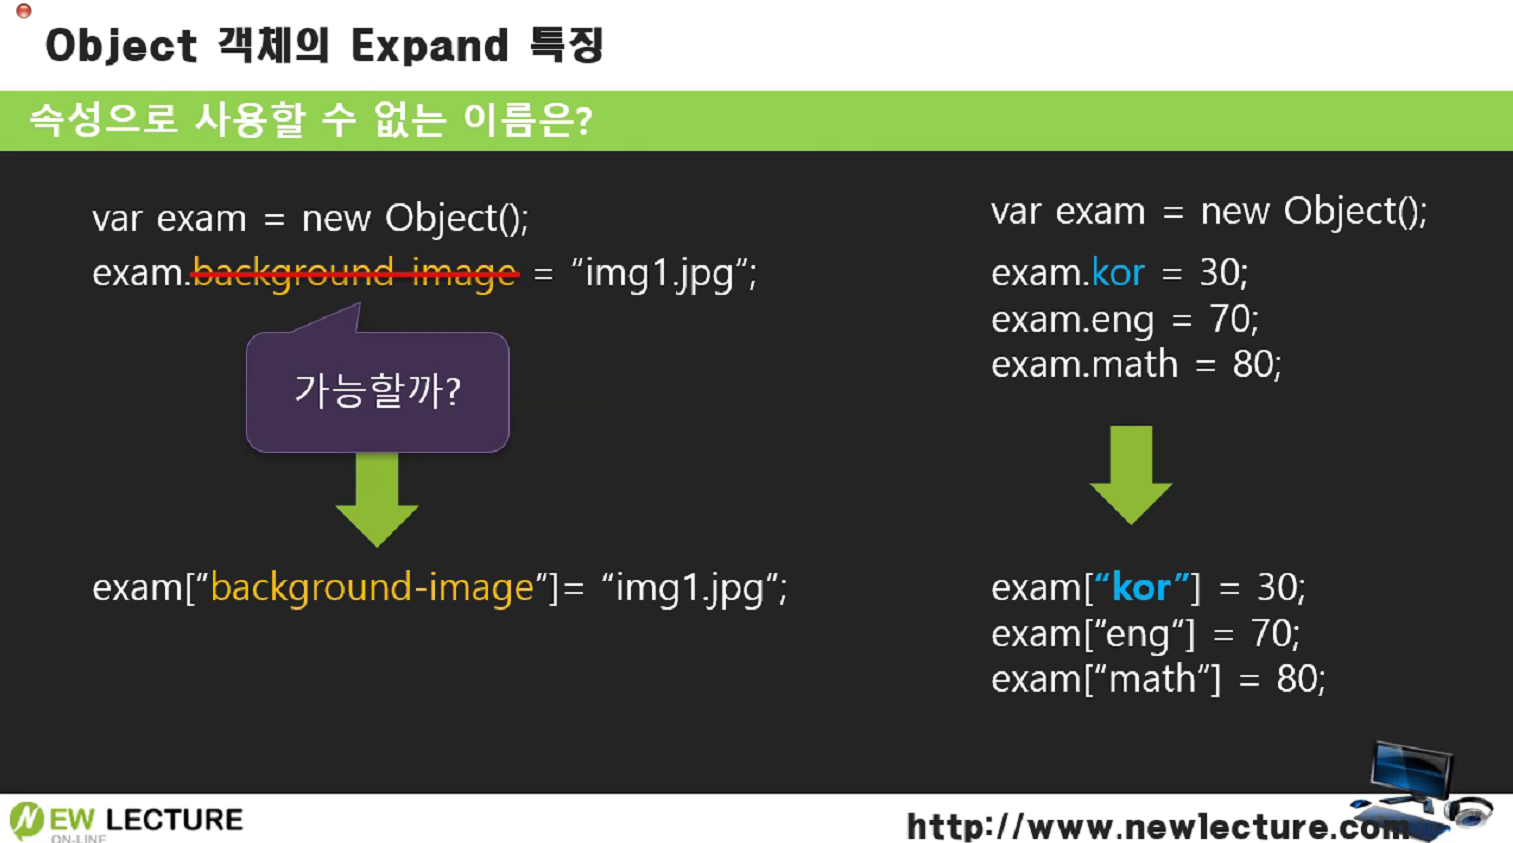 Object 객체의 Expand 특징
속성으로 사용할 수 없는 이름은?
var exam = new Object();
exam.background-image = “img1.jpg“;
가능할까?
exam[“background-image”]= “img1.jpg“;
var exam = new Object();
exam.kor = 30;
exam.eng = 70;
exam.math = 80;
exam[“kor”] = 30;
exam[“eng“] = 70;
exam[“math“] = 80;
NEW LECTURE
ON-LINE
http://www.newlecture.com